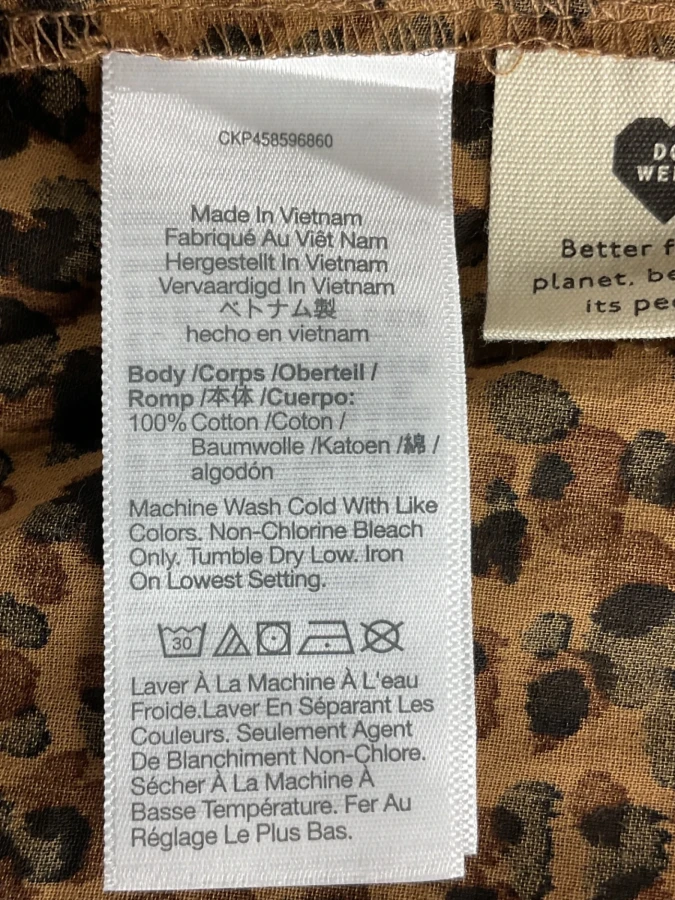 CKP458596860
Made In Vietnam
Fabriqué Au Viêt Nam
Hergestellt In Vietnam
Vervaardigd In Vietnam
ベトナム製
hecho en vietnam
Body /Corps /Oberteil /
Romp /本体 /Cuerpo:
100% Cotton /Coton /
Baumwolle /Katoen /綿 /
algodón
Machine Wash Cold With Like
Colors. Non-Chlorine Bleach
Only. Tumble Dry Low. Iron
On Lowest Setting.
30
Laver À La Machine À L'eau
Froide.Laver En Séparant Les
Couleurs. Seulement Agent
De Blanchiment Non-Chlore.
Sécher À La Machine À
Basse Température. Fer Au
Réglage Le Plus Bas.
DO
WEL
Better f
planet. be
its peo